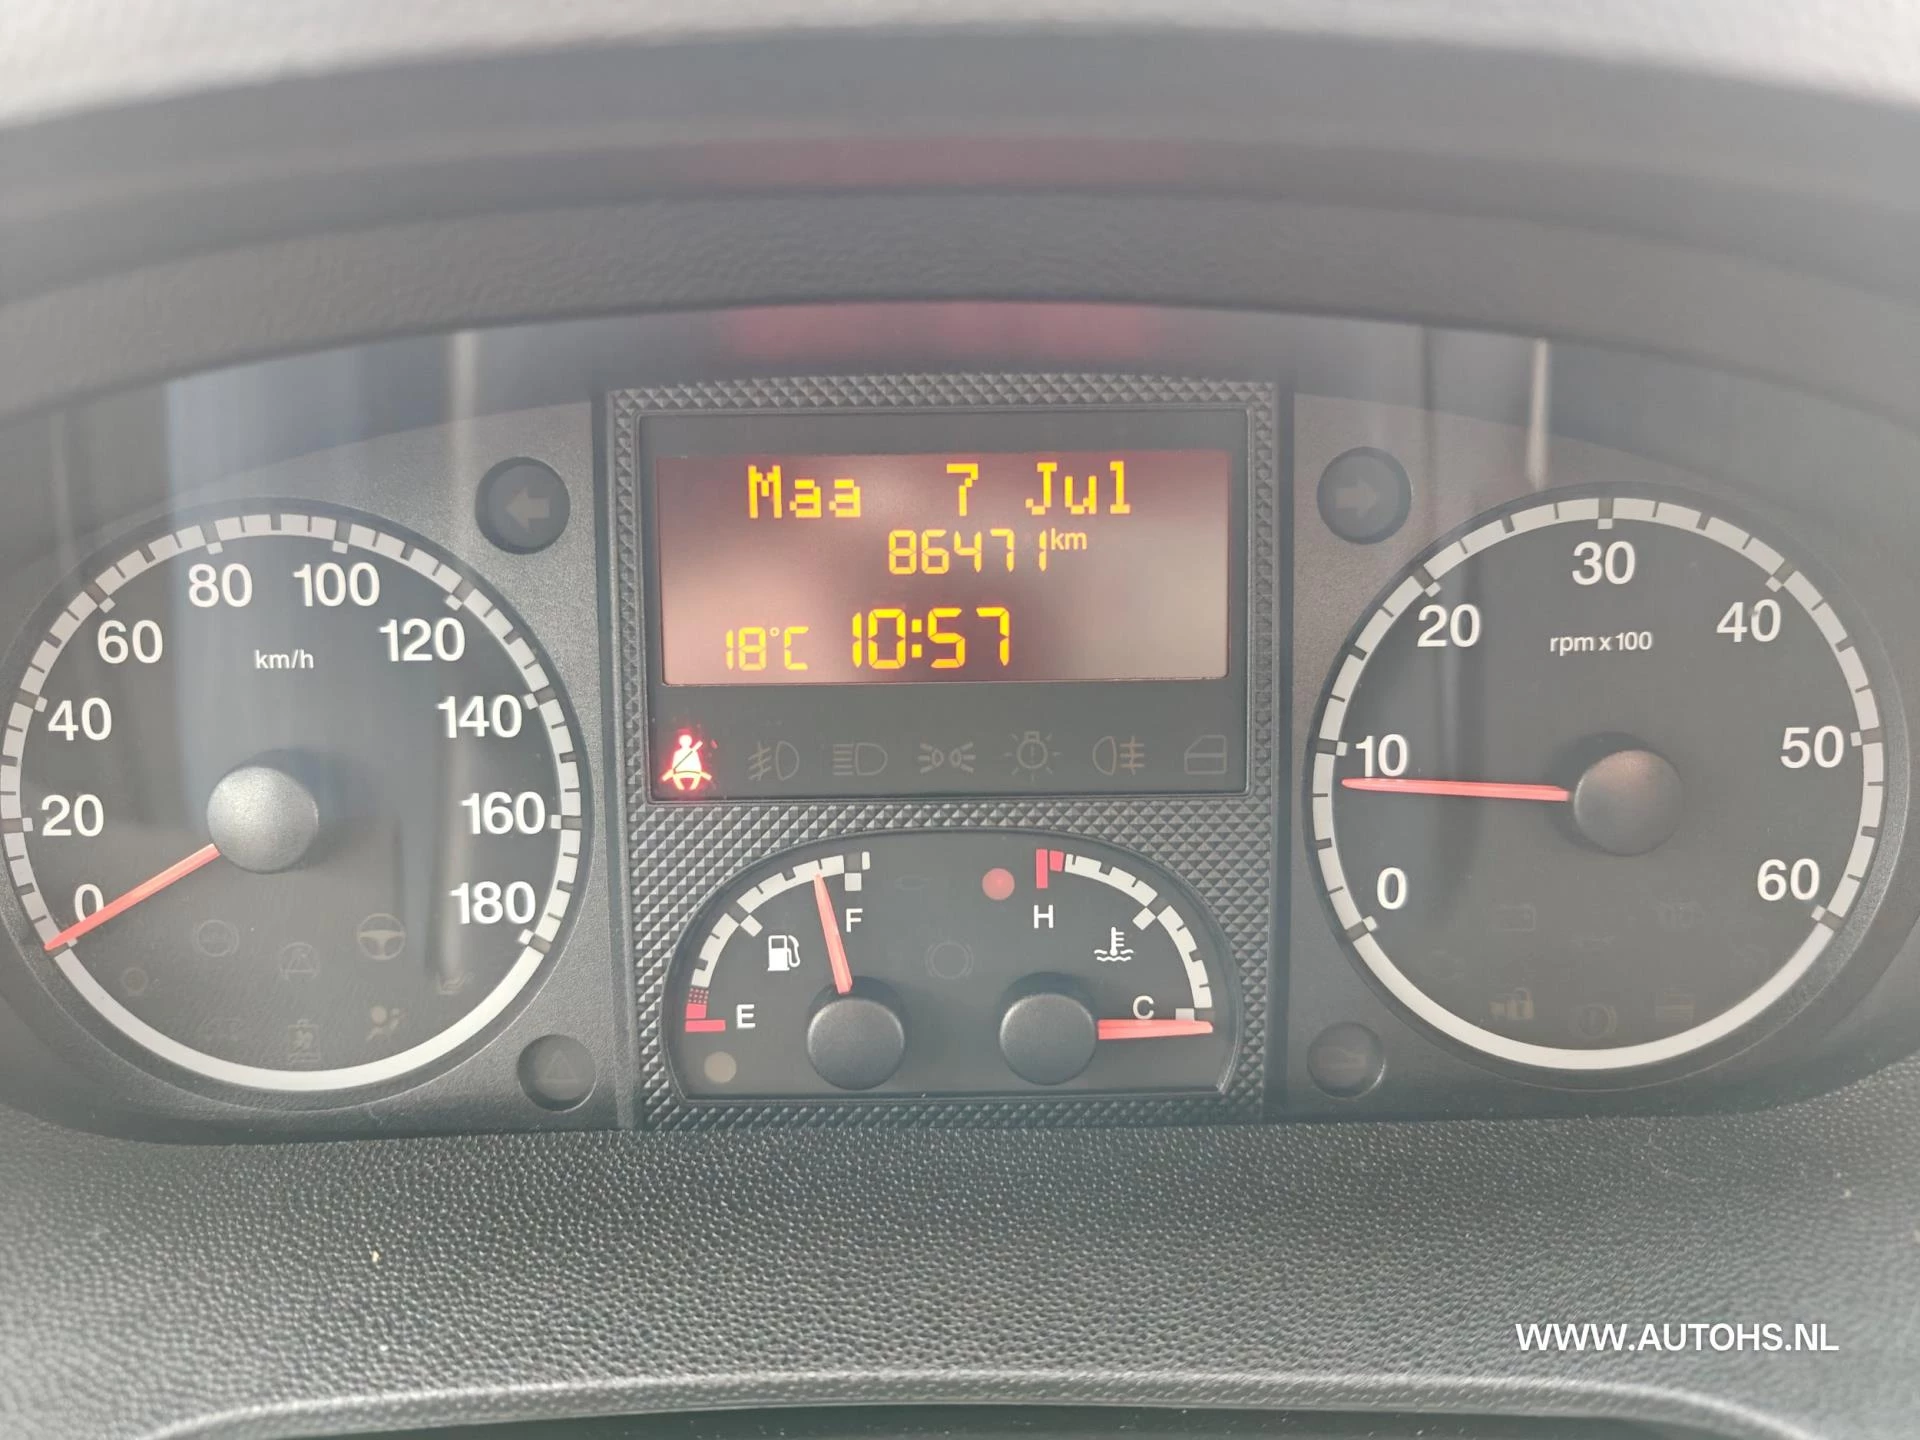 Maa 7 Jul
86471 km
18°C 10:57
0 20 40 60 80 100 120 140 160 180
km/h
E F
H C
0 10 20 30 40 50 60
rpm x 100
WWW.AUTOHS.NL